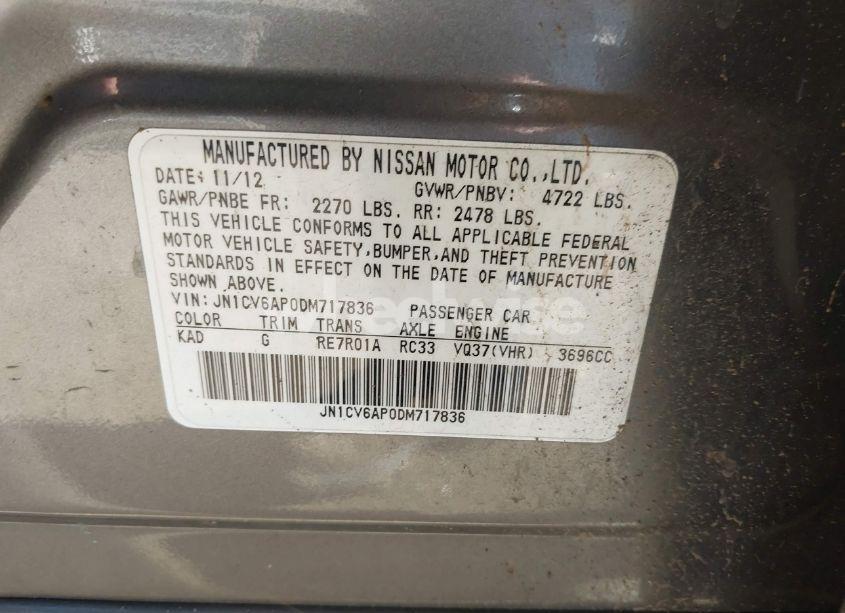 MANUFACTURED BY NISSAN MOTOR CO.,LTD.
DATE: 11/12 GVWR/PNBV: 4722 LBS.
GAWR/PNBE FR: 2270 LBS. RR: 2478 LBS.
THIS VEHICLE CONFORMS TO ALL APPLICABLE FEDERAL
MOTOR VEHICLE SAFETY,BUMPER,AND THEFT PREVENTION
STANDARDS IN EFFECT ON THE DATE OF MANUFACTURE
SHOWN ABOVE.
VIN:JN1CV6AP0DM717836 PASSENGER CAR
COLOR TRIM TRANS AXLE ENGINE
KAD G RE7R01A RC33 VQ37(VHR) 3696CC
JN1CV6AP0DM717836